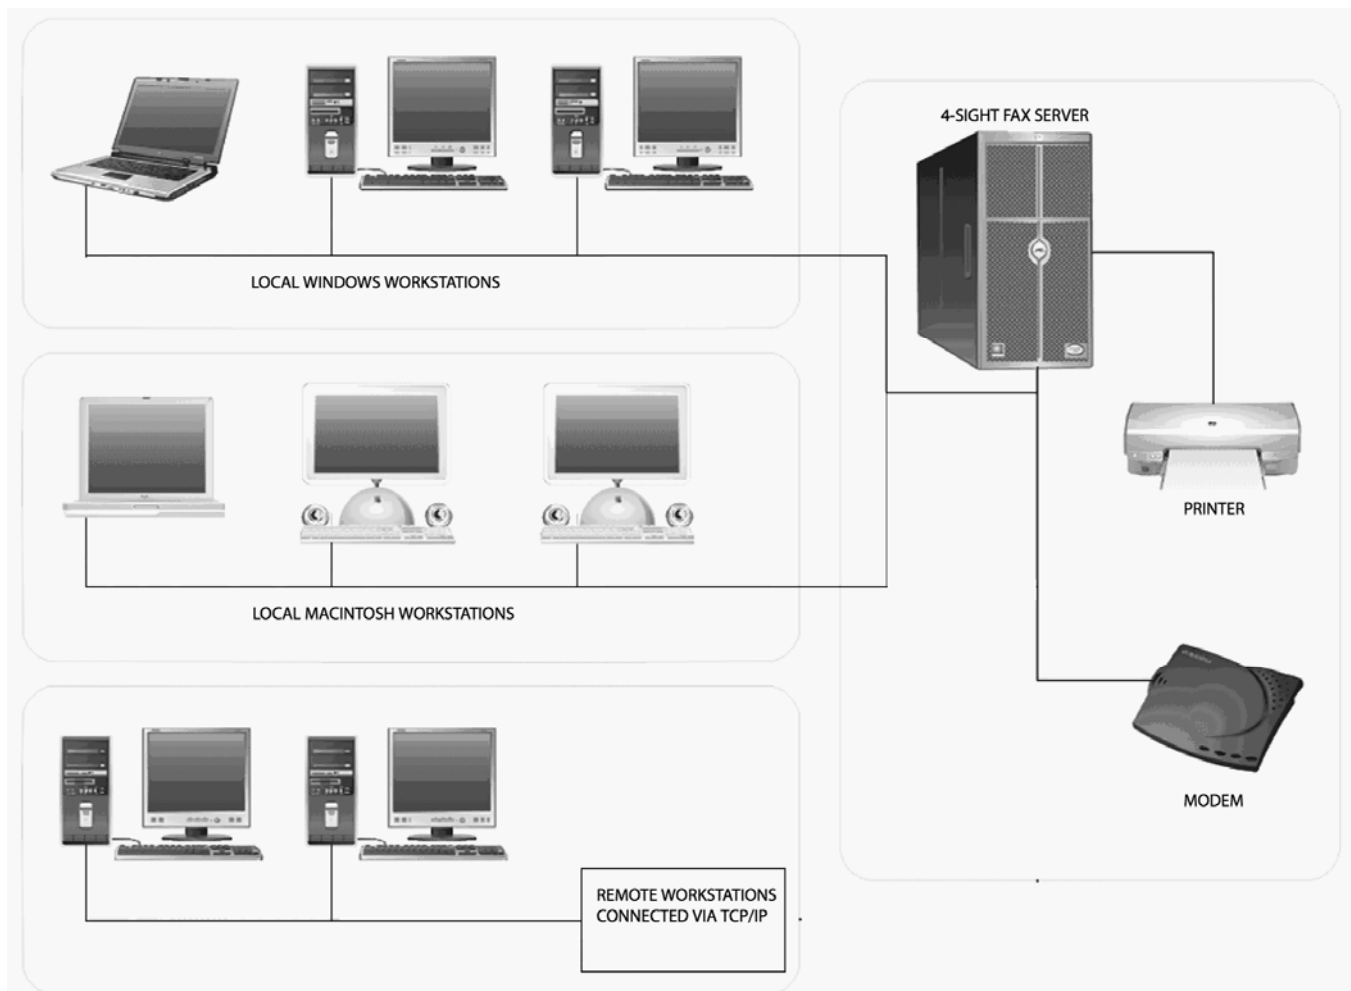 4-SIGHT FAX SERVER
LOCAL WINDOWS WORKSTATIONS
PRINTER
LOCAL MACINTOSH WORKSTATIONS
MODEM
REMOTE WORKSTATIONS
CONNECTED VIA TCP/IP